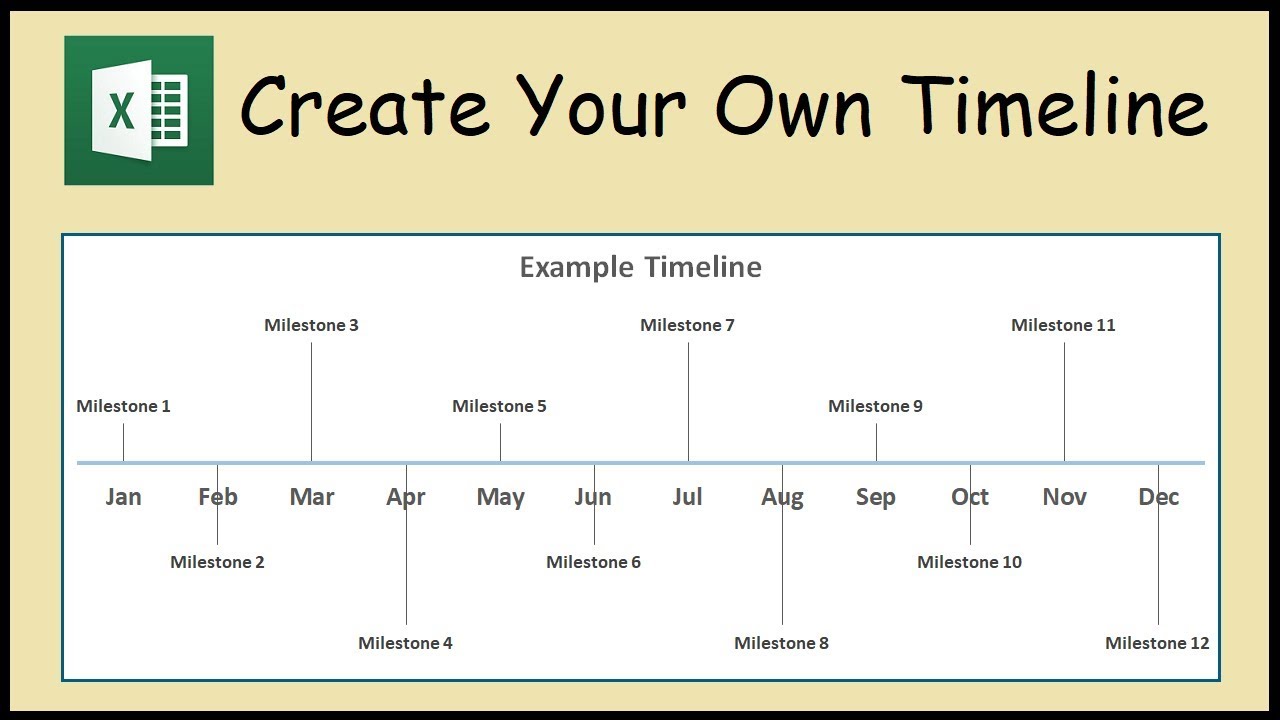 X
Create Your Own Timeline
Example Timeline
Milestone 3
Milestone 7
Milestone 11
Milestone 1
Milestone 5
Milestone 9
Jan Feb Mar Apr May Jun Jul Aug Sep Oct Nov Dec
Milestone 2
Milestone 6
Milestone 10
Milestone 4
Milestone 8
Milestone 12